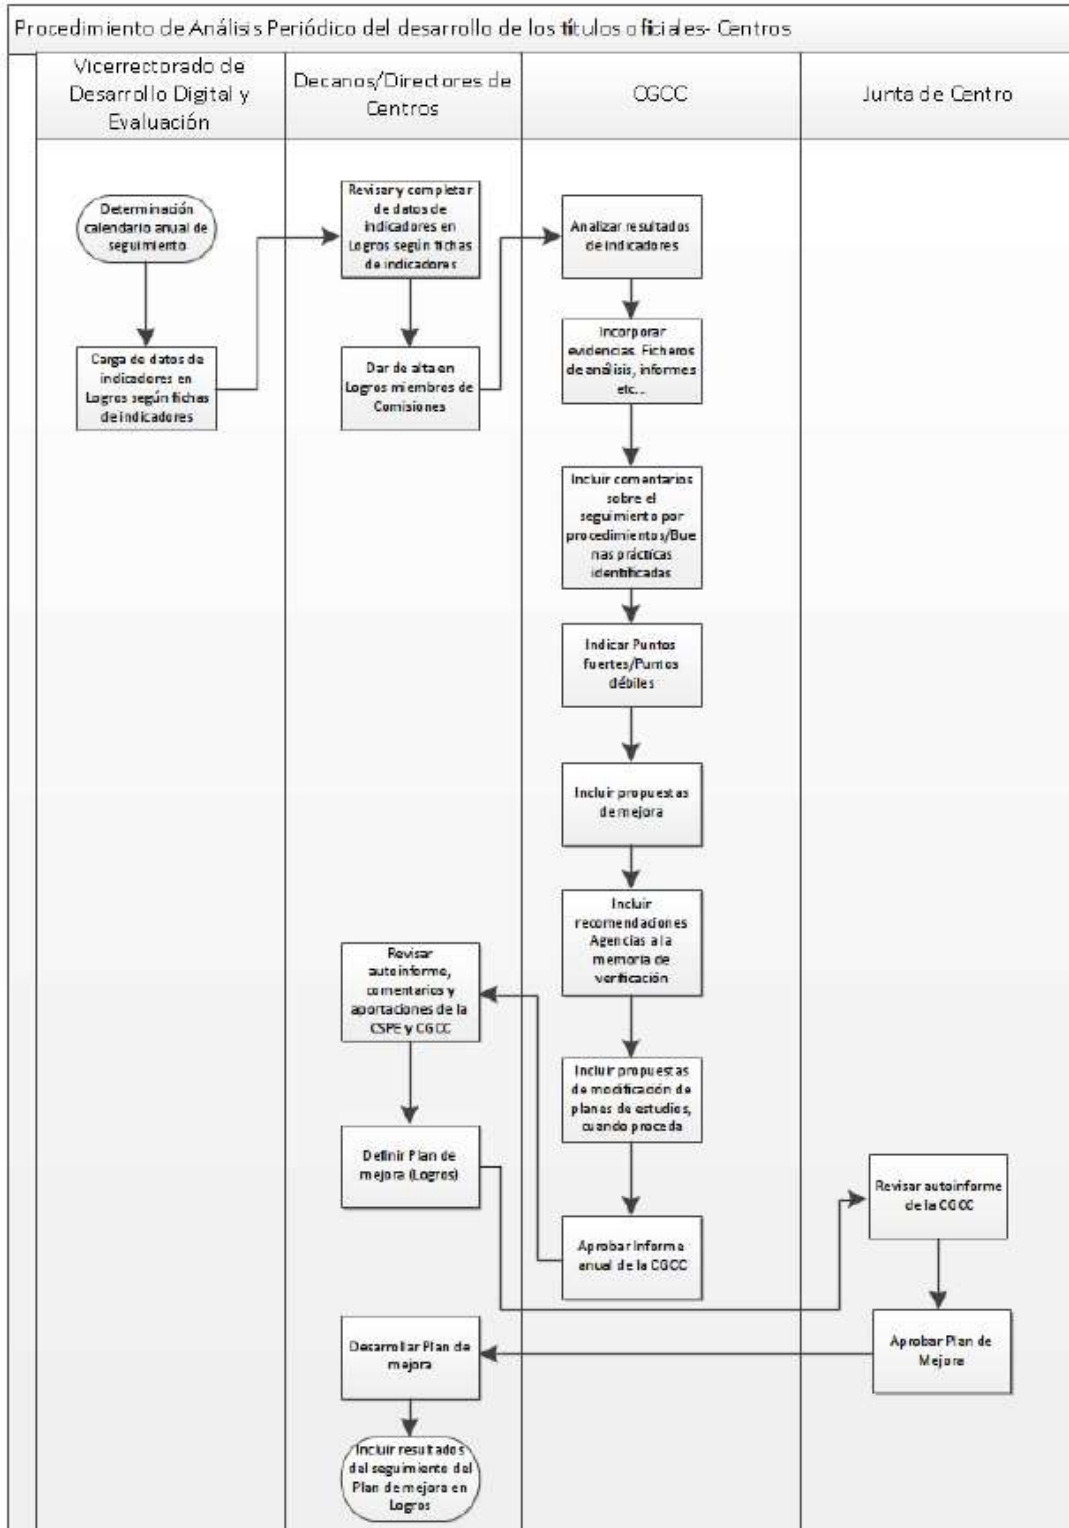 Procedimiento de Análisis Periódico del desarrollo de los títulos oficiales- Centros
Vicerrectorado de
Desarrollo Digital y
Evaluación
Decanos/Directores de
Centros
CGCC
Junta de Centro
Determinación
calendario anual de
seguimiento
Carga de datos de
indicadores en
Logros según fichas
de indicadores
Revisar y completar
de datos de
indicadores en
Logros según fichas
de indicadores
Dar de alta en
Logros miembros de
Comisiones
Analizar resultados
de indicadores
Incorporar
evidencias. Ficheros
de análisis, informes
etc...
Incluir comentarios
sobre el
seguimiento por
procedimientos/Bue
nas prácticas
identificadas
Indicar Puntos
fuertes/Puntos
débiles
Incluir propuestas
de mejora
Incluir
recomendaciones
Agencias a la
memoria de
verificación
Incluir propuestas
de modificación de
planes de estudios,
cuando proceda
Aprobar Informe
anual de la CGCC
Revisar
autoinforme,
comentarios y
aportaciones de la
CSPE y CGCC
Definir Plan de
mejora (Logros)
Revisar autoinforme
de la CGCC
Aprobar Plan de
Mejora
Desarrollar Plan de
mejora
Incluir resultados
del seguimiento del
Plan de mejora en
Logros